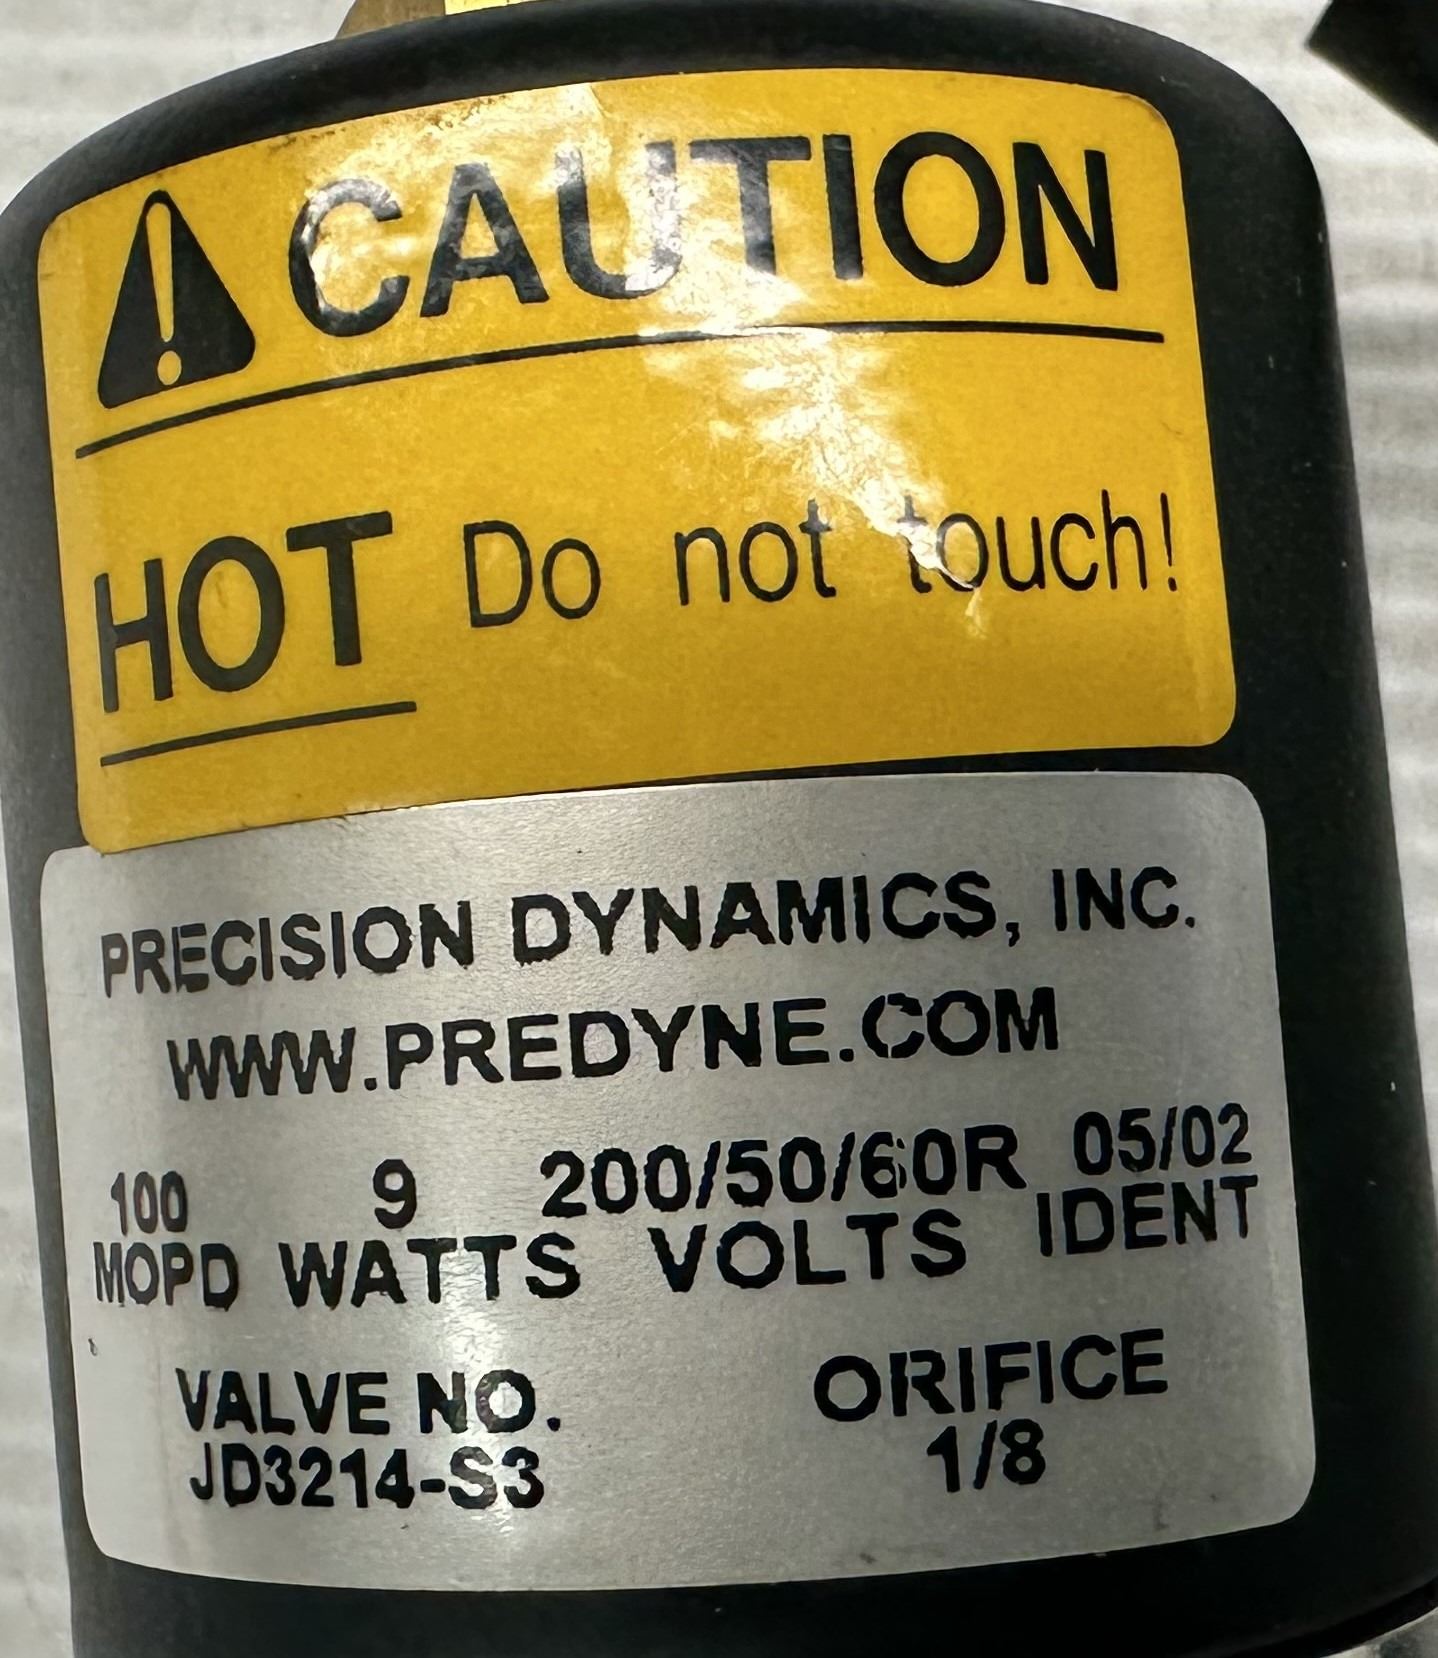 CAUTION
HOT Do not touch!
PRECISION DYNAMICS, INC.
WWW.PREDYNE.COM
100 9 200/50/60R 05/02
MOPD WATTS VOLTS IDENT
VALVE NO. ORIFICE
JD3214-S3 1/8